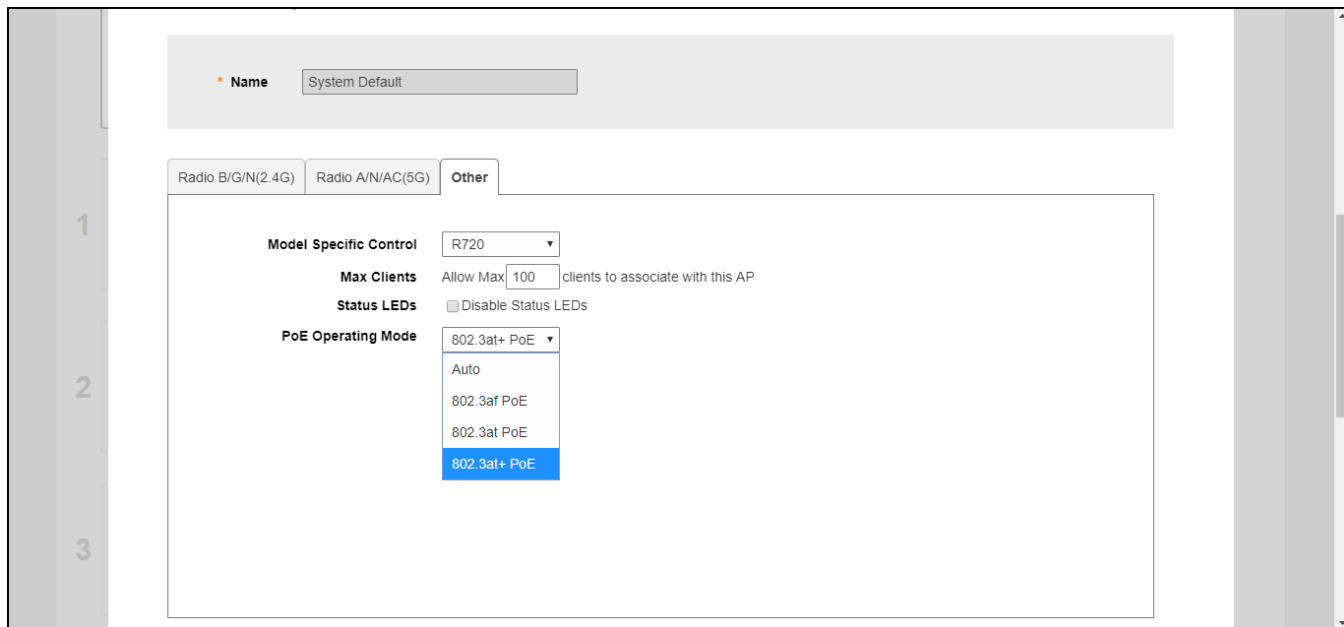 * Name System Default
Radio B/G/N(2.4G) Radio A/N/AC(5G) Other
1
Model Specific Control R720
Max Clients Allow Max 100 clients to associate with this AP
Status LEDs Disable Status LEDs
PoE Operating Mode 802.3at+ PoE
Auto
2
802.3af PoE
802.3at PoE
802.3at+ PoE
3